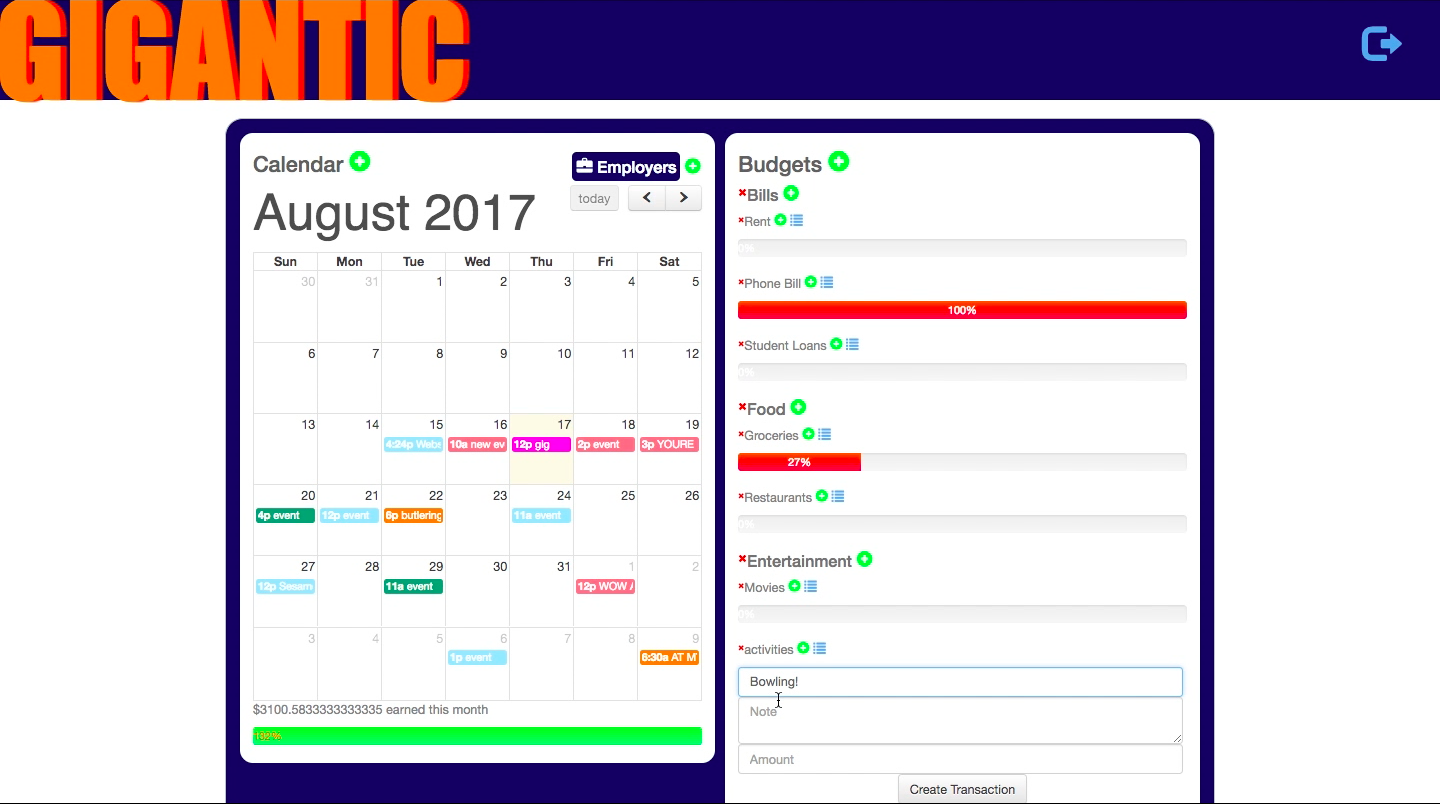 GIGANTIC
Calendar
Employers
August 2017
today
Sun Mon Tue Wed Thu Fri Sat
30 31 1 2 3 4 5
6 7 8 9 10 11 12
13 14 15 16 17 18 19
4:24p Webs 10a new ev 12p gig 2p event 3p YOURE
20 21 22 23 24 25 26
4p event 12p event 6p butlering 11a event
27 28 29 30 31 1 2
12p Sesam 11a event 12p WOW
3 4 5 6 7 8 9
1p event 6:30a AT M
$3100.5833333333335 earned this month
Budgets
Bills
Rent
0%
Phone Bill
100%
Student Loans
0%
Food
Groceries
27%
Restaurants
0%
Entertainment
Movies
0%
activities
Bowling!
Note
Amount
Create Transaction